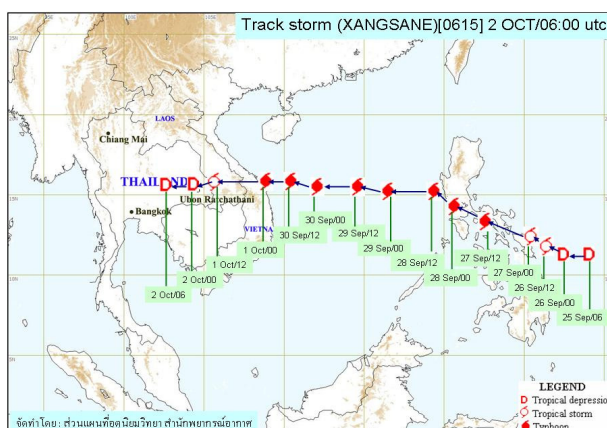 Track storm (XANGSANE)[0615] 2 OCT/06:00 utc
LAOS
Chiang Mai
THAILAND
Ubon Ratchathani
Bangkok
VIETNA
30 Sep/00
1 Oct/00
30 Sep/12
29 Sep/12
1 Oct/12
29 Sep/00
27 Sep/12
28 Sep/12
27 Sep/00
2 Oct/00
28 Sep/00
26 Sep/12
2 Oct/06
26 Sep/00
25 Sep/06
LEGEND
D Tropical depressio
Tropical storm
Typhoon
จัดทำโดย : ส่วนแผนที่อุตุนิยมวิทยา สำนักพยากรณ์อากาศ